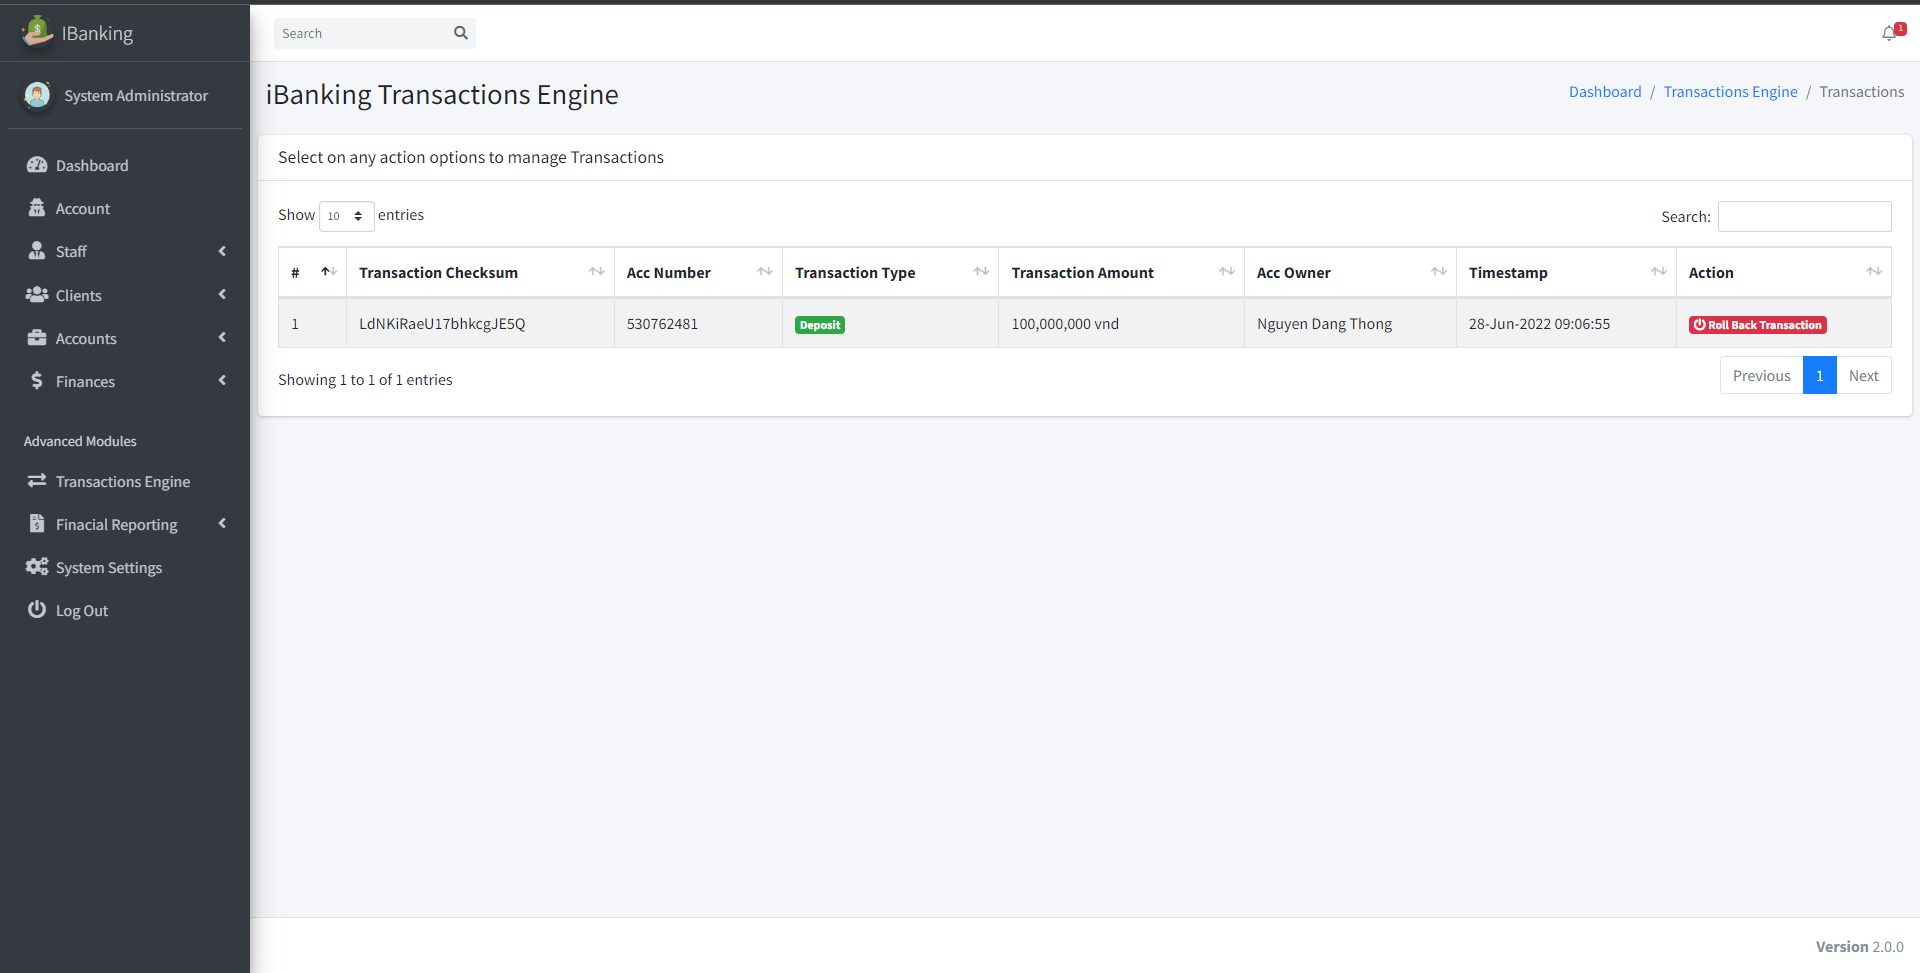 IBanking
System Administrator
Dashboard
Account
Staff
Clients
Accounts
Finances
Advanced Modules
Transactions Engine
Finacial Reporting
System Settings
Log Out
Search
1
iBanking Transactions Engine
Dashboard / Transactions Engine / Transactions
Select on any action options to manage Transactions
Show 10 entries
Search:
# Transaction Checksum Acc Number Transaction Type Transaction Amount Acc Owner Timestamp Action
1 LdNKiRaeU17bhkcgJE5Q 530762481 Deposit 100,000,000 vnd Nguyen Dang Thong 28-Jun-2022 09:06:55 Roll Back Transaction
Showing 1 to 1 of 1 entries
Previous 1 Next
Version 2.0.0